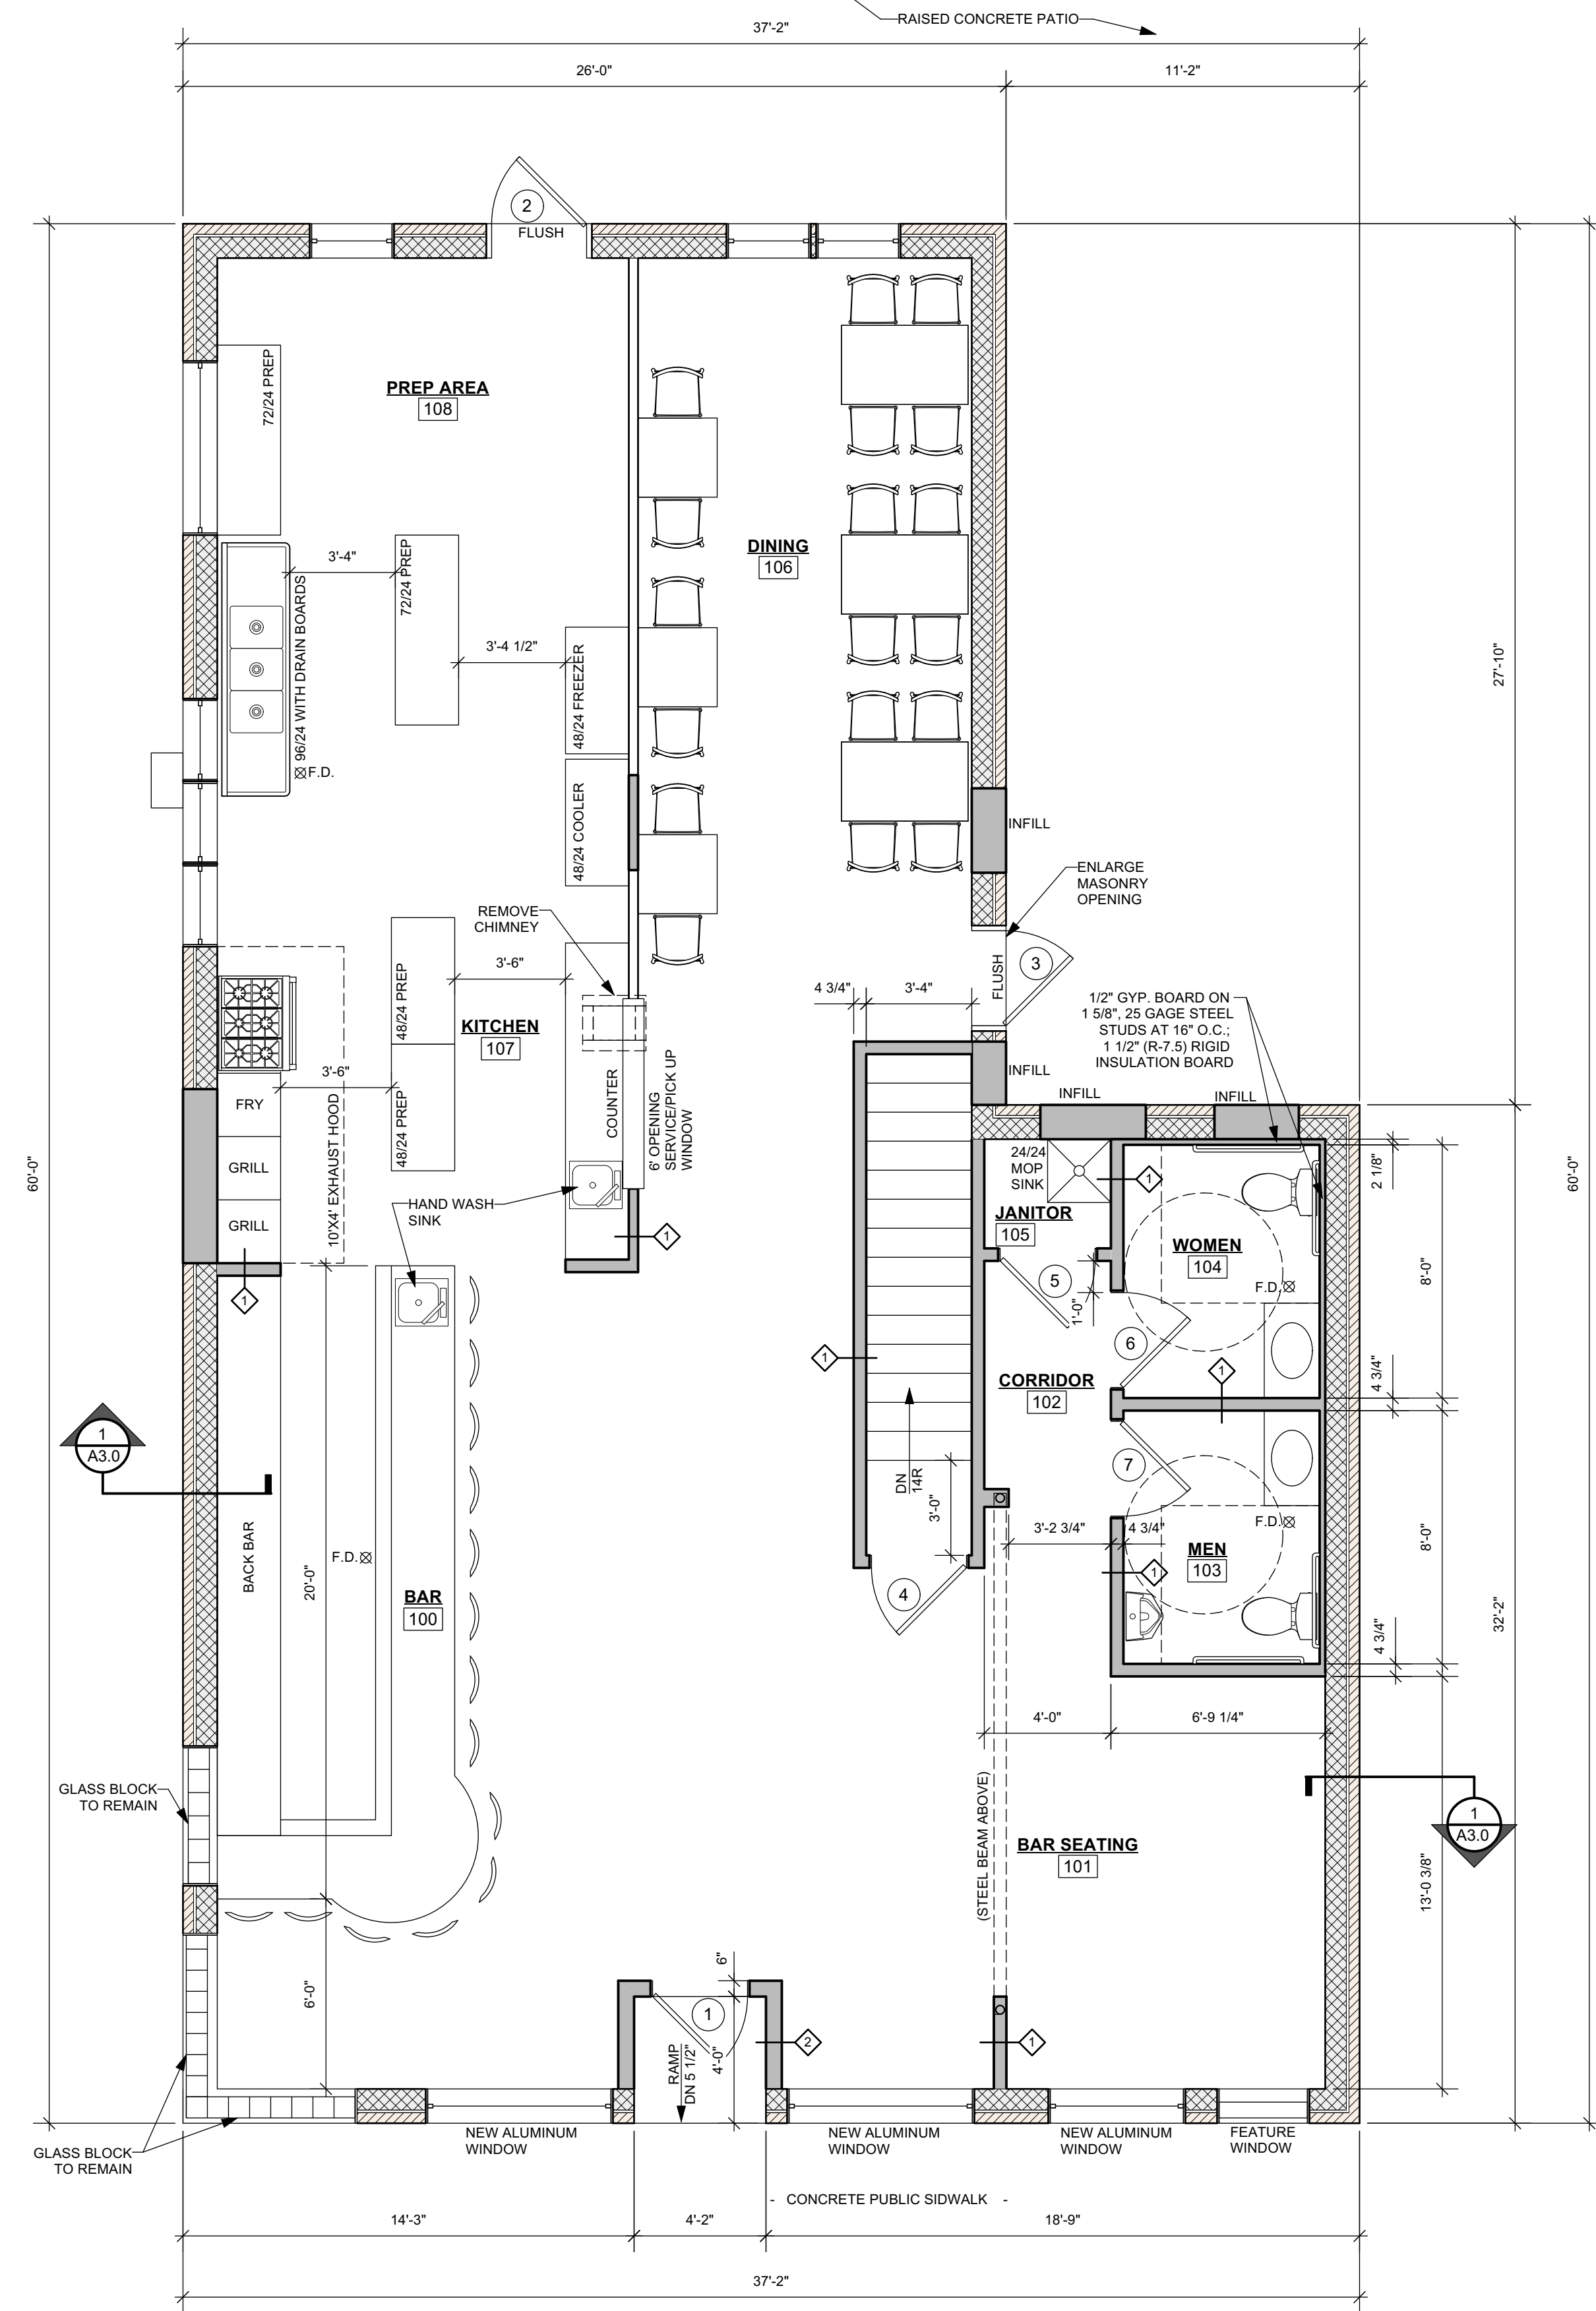 RAISED CONCRETE PATIO
37'-2"
26'-0"
11'-2"
2
FLUSH
72/24 PREP
PREP AREA
108
DINING
106
3'-4"
72/24 PREP
96/24 WITH DRAIN BOARDS
F.D.
3'-4 1/2"
48/24 FREEZER
48/24 COOLER
27'-10"
INFILL
ENLARGE
MASONRY
OPENING
REMOVE
CHIMNEY
3'-6"
48/24 PREP
KITCHEN
107
4 3/4"
3'-4"
FLUSH
3
1/2" GYP. BOARD ON
1 5/8", 25 GAGE STEEL
STUDS AT 16" O.C.;
1 1/2" (R-7.5) RIGID
INSULATION BOARD
INFILL
INFILL
INFILL
3'-6"
FRY
GRILL
GRILL
10'X4' EXHAUST HOOD
48/24 PREP
COUNTER
6' OPENING
SERVICE/PICK UP
WINDOW
60'-0"
60'-0"
24/24
MOP
SINK
1
2 1/8"
HAND WASH
SINK
JANITOR
105
WOMEN
104
1
1
5
1'-0"
F.D.
8'-0"
6
1
1
CORRIDOR
102
4 3/4"
1
A3.0
7
DN
14R
3'-0"
3'-2 3/4"
4 3/4"
F.D.
MEN
103
1
8'-0"
BACK BAR
20'-0"
F.D.
BAR
100
4
32'-2"
4 3/4"
4'-0"
6'-9 1/4"
GLASS BLOCK
TO REMAIN
(STEEL BEAM ABOVE)
BAR SEATING
101
1
A3.0
13'-0 3/8"
6'-0"
6"
1
4'-0"
RAMP
DN 5 1/2"
2
1
GLASS BLOCK
TO REMAIN
NEW ALUMINUM
WINDOW
NEW ALUMINUM
WINDOW
NEW ALUMINUM
WINDOW
FEATURE
WINDOW
- CONCRETE PUBLIC SIDWALK -
14'-3"
4'-2"
18'-9"
37'-2"